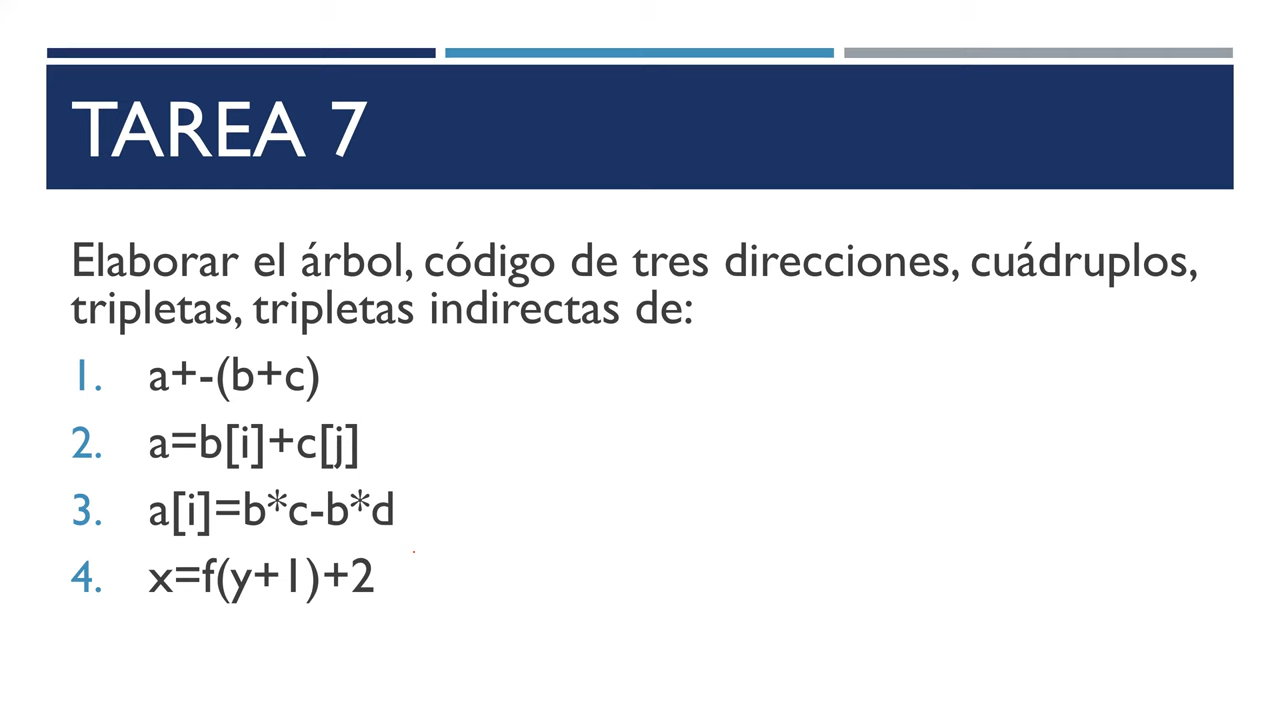 TAREA 7
Elaborar el árbol, código de tres direcciones, cuádruplos,
tripletas, tripletas indirectas de:
1. a+-(b+c)
2. a=b[i]+c[j]
3. a[i]=b*c-b*d
4. x=f(y+1)+2